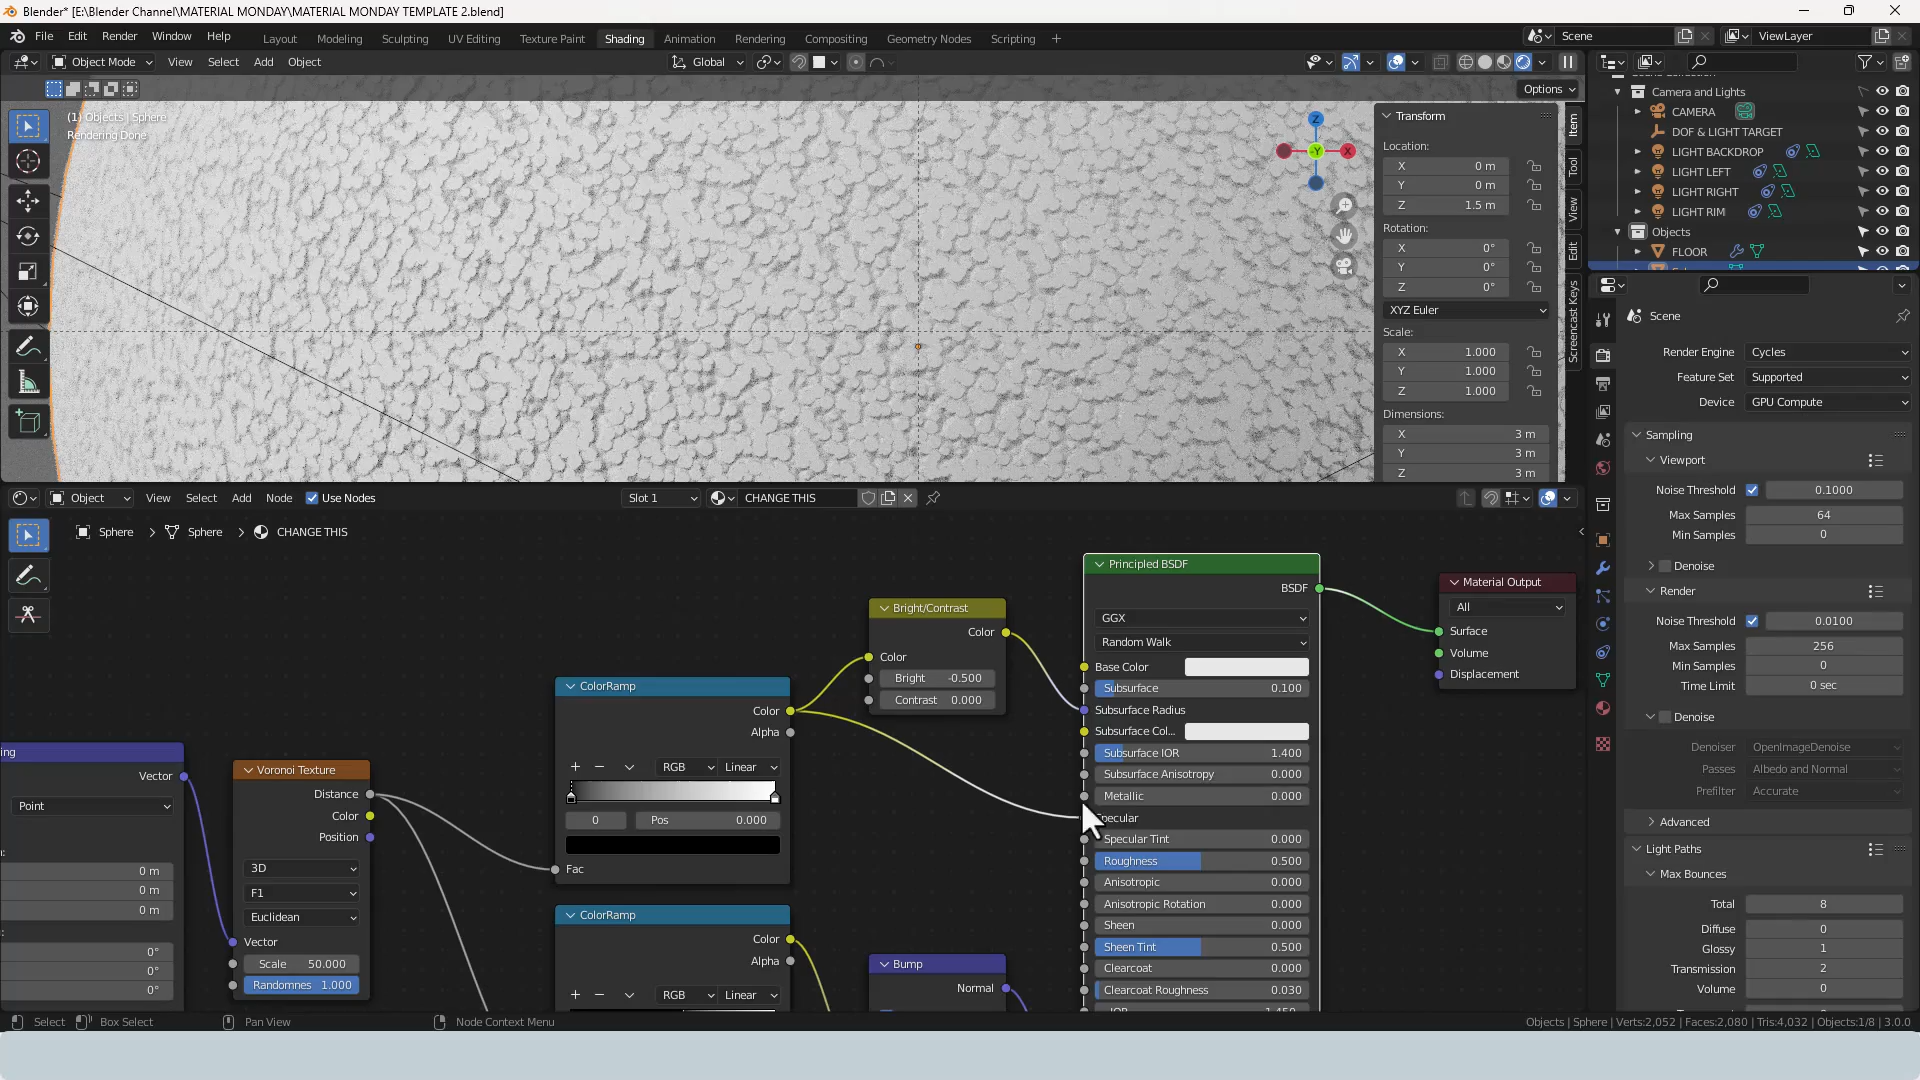 Blender* [E:\Blender Channel\MATERIAL MONDAY\MATERIAL MONDAY TEMPLATE 2.blend]
File Edit Render Window Help Layout Modeling Sculpting UV Editing Texture Paint Shading Animation Rendering Compositing Geometry Nodes Scripting + Scene ViewLayer
Object Mode View Select Add Object Global
Options
(1) Objects | Sphere
Rendering Done
Z
Y
X
Transform
Location:
X 0 m
Y 0 m
Z 1.5 m
Rotation:
X 0°
Y 0°
Z 0°
XYZ Euler
Scale:
X 1.000
Y 1.000
Z 1.000
Dimensions:
X 3 m
Y 3 m
Z 3 m
Item
Tool
View
Edit
Screencast Keys
Camera and Lights
CAMERA
DOF & LIGHT TARGET
LIGHT BACKDROP
LIGHT LEFT
LIGHT RIGHT
LIGHT RIM
Objects
FLOOR
Scene
Render Engine Cycles
Feature Set Supported
Device GPU Compute
Sampling
Viewport
Noise Threshold 0.1000
Max Samples 64
Min Samples 0
Denoise
Render
Noise Threshold 0.0100
Max Samples 256
Min Samples 0
Time Limit 0 sec
Denoise
Denoiser OpenImageDenoise
Passes Albedo and Normal
Prefilter Accurate
Advanced
Light Paths
Max Bounces
Total 8
Diffuse 0
Glossy 1
Transmission 2
Volume 0
Object View Select Add Node Use Nodes Slot 1 CHANGE THIS
Sphere > Sphere > CHANGE THIS
ing
Vector
Point
0 m
0 m
0 m
0°
0°
0°
Voronoi Texture
Distance
Color
Position
3D
F1
Euclidean
Vector
Scale 50.000
Randomnes 1.000
ColorRamp
Color
Alpha
RGB Linear
0 Pos 0.000
Fac
ColorRamp
Color
Alpha
RGB Linear
Bright/Contrast
Color
Color
Bright -0.500
Contrast 0.000
Bump
Normal
Principled BSDF
BSDF
GGX
Random Walk
Base Color
Subsurface 0.100
Subsurface Radius
Subsurface Col...
Subsurface IOR 1.400
Subsurface Anisotropy 0.000
Metallic 0.000
pecular
Specular Tint 0.000
Roughness 0.500
Anisotropic 0.000
Anisotropic Rotation 0.000
Sheen 0.000
Sheen Tint 0.500
Clearcoat 0.000
Clearcoat Roughness 0.030
Material Output
All
Surface
Volume
Displacement
Select Box Select Pan View Node Context Menu Objects | Sphere | Verts:2,052 | Faces:2,080 | Tris:4,032 | Objects:1/8 | 3.0.0